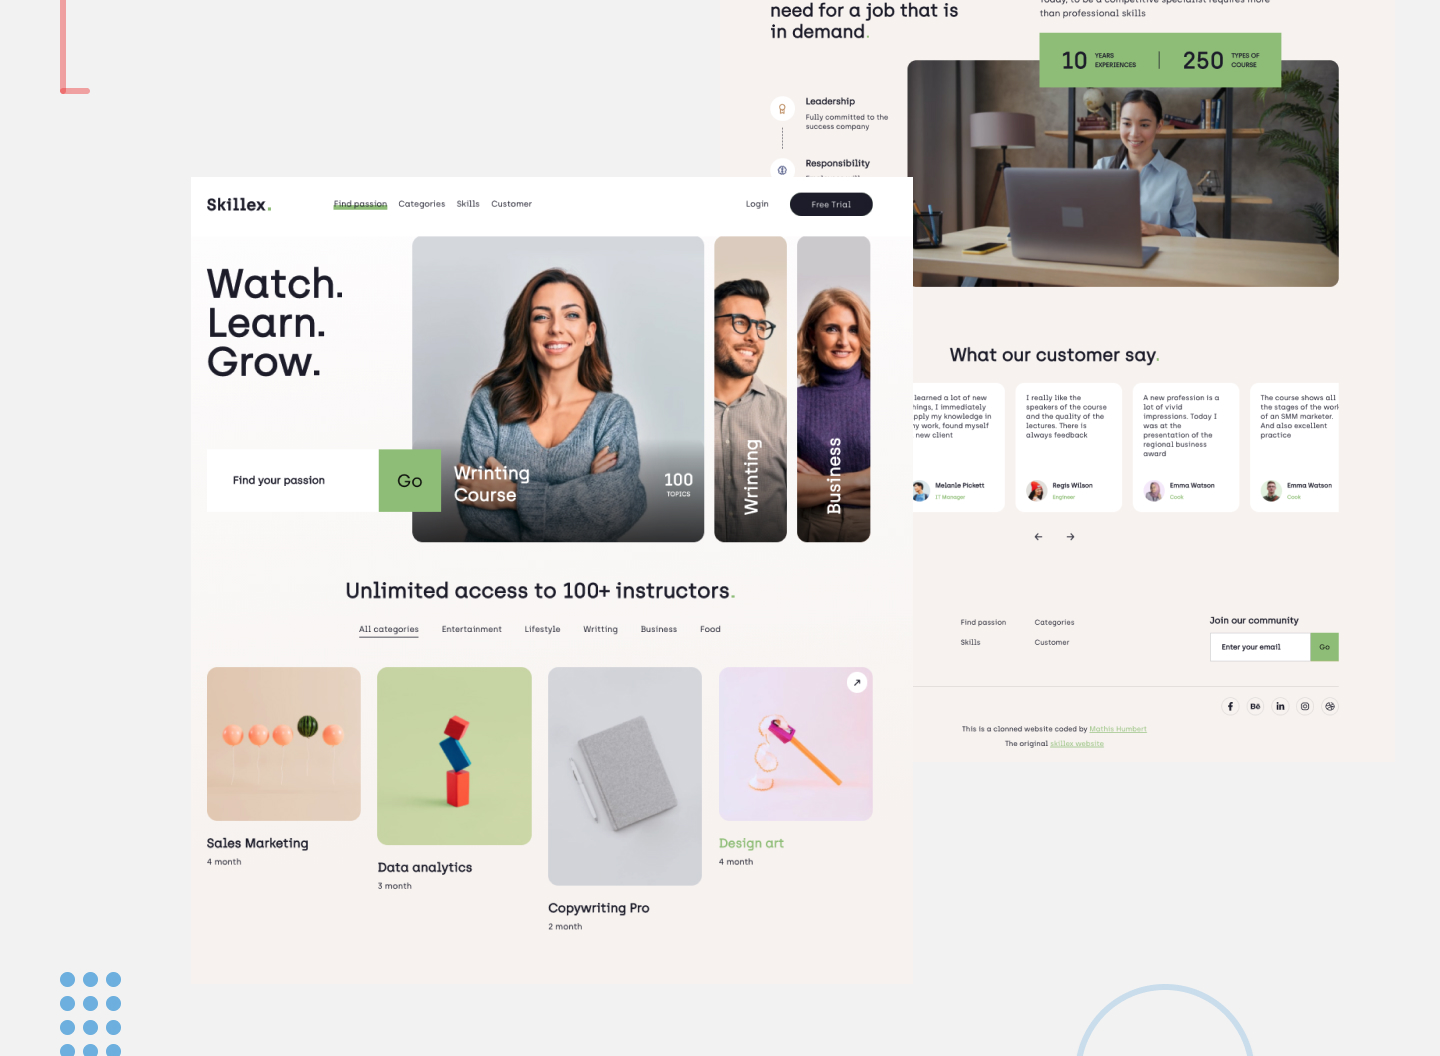 need for a job that is
in demand.
than professional skills
10 YEARS EXPERIENCES
250 TYPES OF COURSE
Leadership
Fully committed to the
success company
Responsibility
Skillex.
Find passion
Categories
Skills
Customer
Login
Free Trial
Watch.
Learn.
Grow.
Find your passion
Go
Wrinting
Course
100
TOPICS
Wrinting
Business
What our customer say.
learned a lot of new
hings, I immediately
pply my knowledge in
y work, found myself
new client
Melanie Pickett
IT Manager
I really like the
speakers of the course
and the quality of the
lectures. There is
always feedback
Regis Wilson
Engineer
A new profession is a
lot of vivid
impressions. Today I
was at the
presentation of the
regional business
award
Emma Watson
Cook
The course shows all
the stages of the work
of an SMM marketer.
And also excellent
practice
Emma Watson
Cook
Unlimited access to 100+ instructors.
All categories
Entertainment
Lifestyle
Writting
Business
Food
Sales Marketing
4 month
Data analytics
3 month
Copywriting Pro
2 month
Design art
4 month
Find passion
Categories
Skills
Customer
Join our community
Enter your email
Go
Bē
in
This is a clonned website coded by Mathis Humbert
The original skillex website